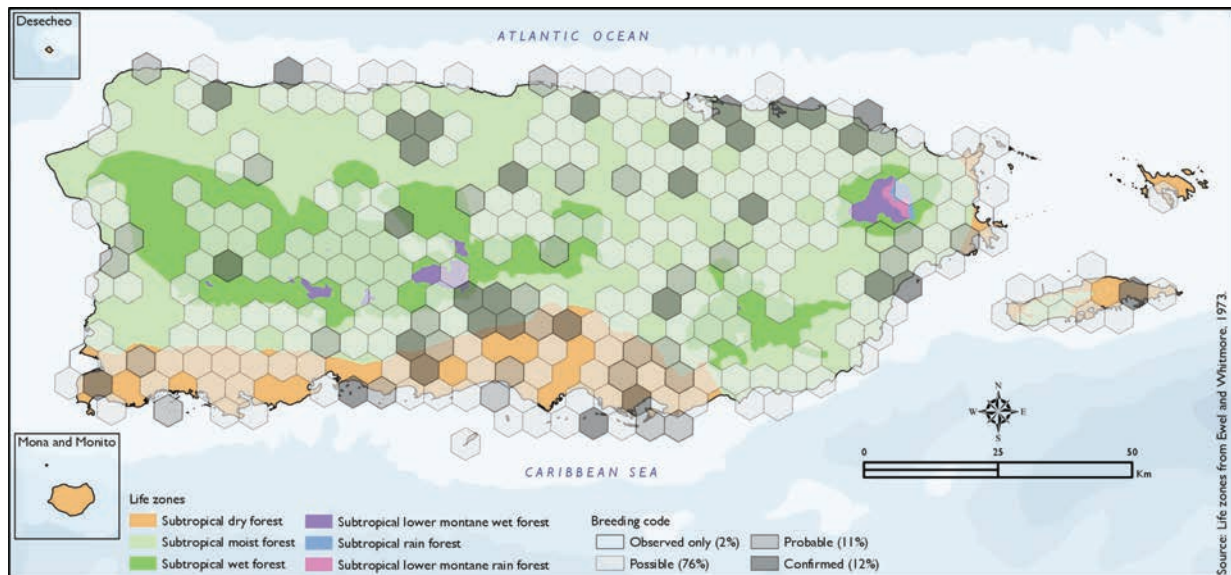 Desecheo
ATLANTIC OCEAN
N
W E
S
0 25 50
Km
CARIBBEAN SEA
Mona and Monito
Life zones
Subtropical dry forest
Subtropical moist forest
Subtropical wet forest
Subtropical lower montane wet forest
Subtropical rain forest
Subtropical lower montane rain forest
Breeding code
Observed only (2%)
Possible (76%)
Probable (11%)
Confirmed (12%)
Source: Life zones from Ewel and Whitmore, 1973.